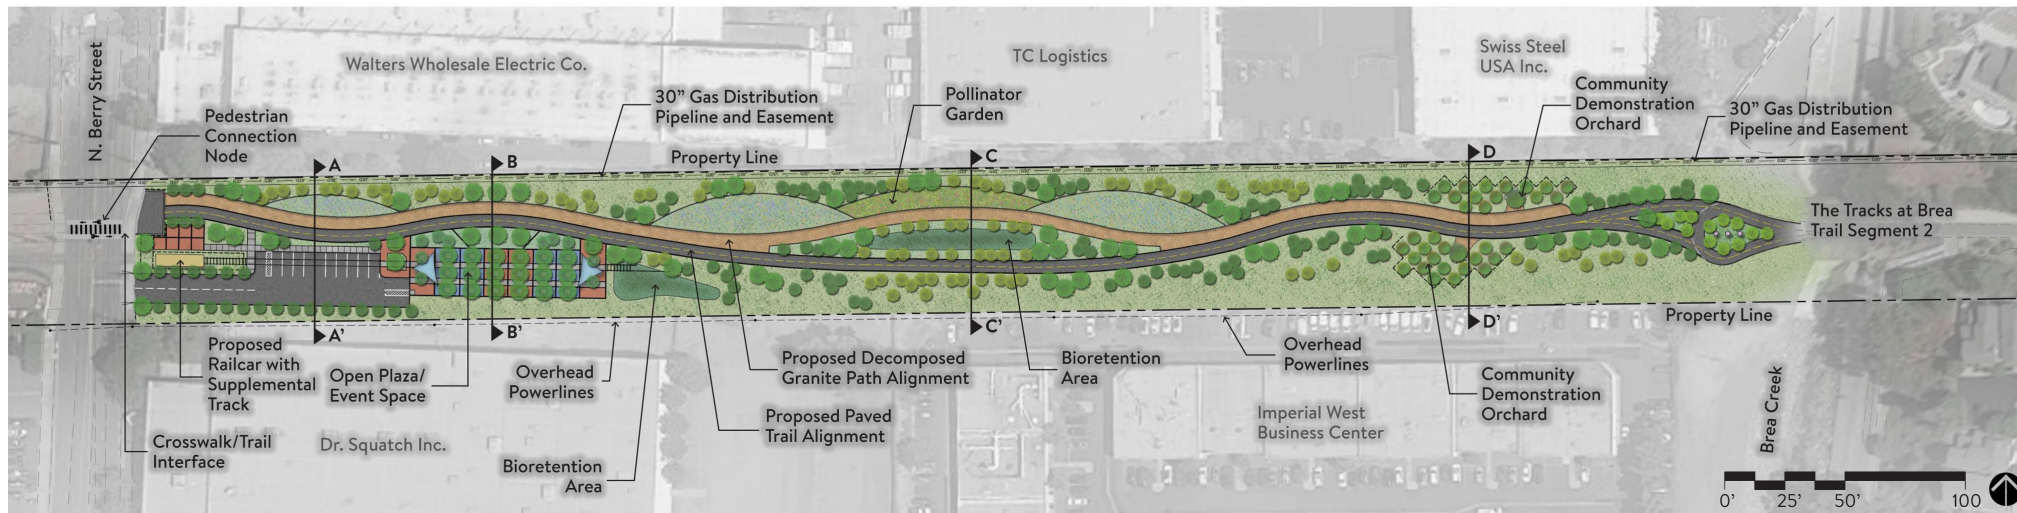 N. Berry Street
Walters Wholesale Electric Co.
TC Logistics
Swiss Steel
USA Inc.
Pedestrian
Connection
Node
30” Gas Distribution
Pipeline and Easement
Property Line
Pollinator
Garden
Community
Demonstration
Orchard
30” Gas Distribution
Pipeline and Easement
A
B
C
D
The Tracks at Brea
Trail Segment 2
A’
B’
C’
D’
Property Line
Proposed
Railcar with
Supplemental
Track
Open Plaza/
Event Space
Overhead
Powerlines
Proposed Decomposed
Granite Path Alignment
Bioretention
Area
Overhead
Powerlines
Community
Demonstration
Orchard
Proposed Paved
Trail Alignment
Crosswalk/Trail
Interface
Dr. Squatch Inc.
Bioretention
Area
Imperial West
Business Center
Brea Creek
0’ 25’ 50’ 100